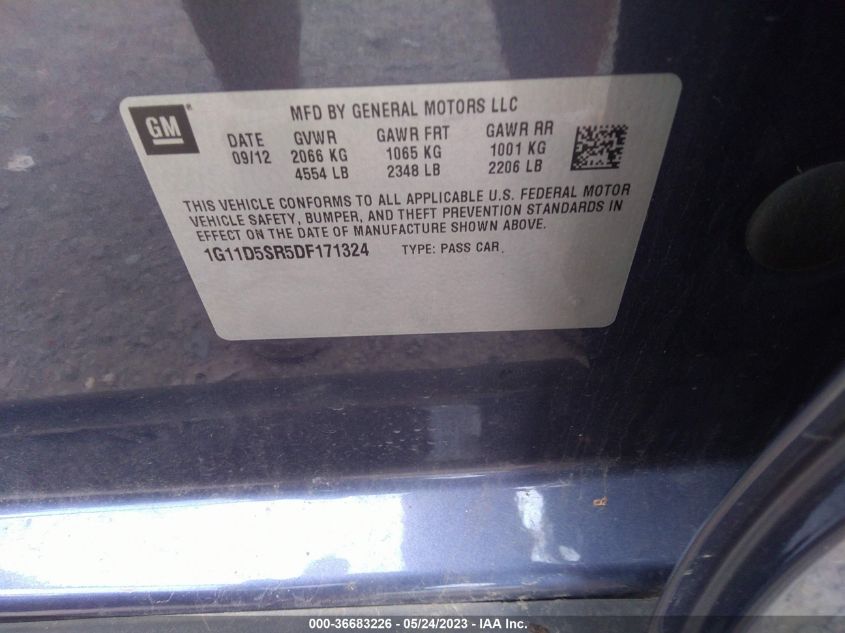 GM
MFD BY GENERAL MOTORS LLC
DATE GVWR GAWR FRT GAWR RR
09/12 2066 KG 1065 KG 1001 KG
4554 LB 2348 LB 2206 LB
THIS VEHICLE CONFORMS TO ALL APPLICABLE U.S. FEDERAL MOTOR
VEHICLE SAFETY, BUMPER, AND THEFT PREVENTION STANDARDS IN
EFFECT ON THE DATE OF MANUFACTURE SHOWN ABOVE.
1G11D5SR5DF171324 TYPE: PASS CAR
000-36683226 - 05/24/2023 - IAA Inc.